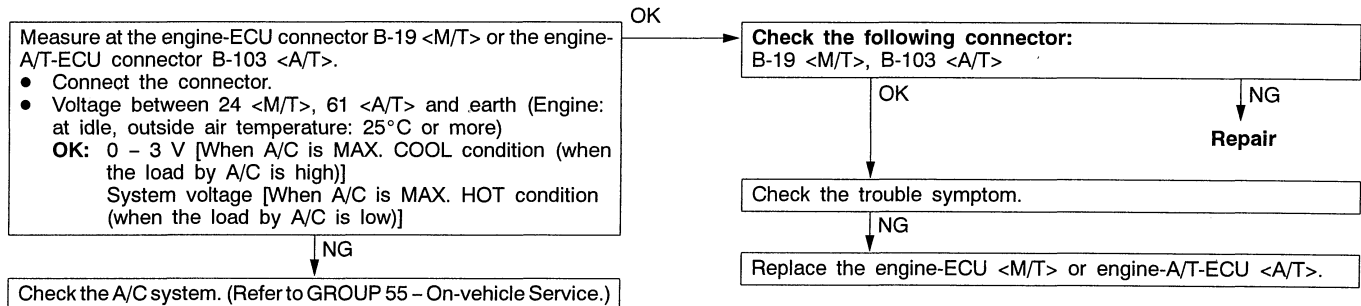 Measure at the engine-ECU connector B-19 <M/T> or the engine-
A/T-ECU connector B-103 <A/T>.
● Connect the connector.
● Voltage between 24 <M/T>, 61 <A/T> and earth (Engine:
at idle, outside air temperature: 25°C or more)
OK: 0 – 3 V [When A/C is MAX. COOL condition (when
the load by A/C is high)]
System voltage [When A/C is MAX. HOT condition
(when the load by A/C is low)]
NG
Check the A/C system. (Refer to GROUP 55 – On-vehicle Service.)
OK
Check the following connector:
B-19 <M/T>, B-103 <A/T>
OK
NG
Repair
Check the trouble symptom.
NG
Replace the engine-ECU <M/T> or engine-A/T-ECU <A/T>.